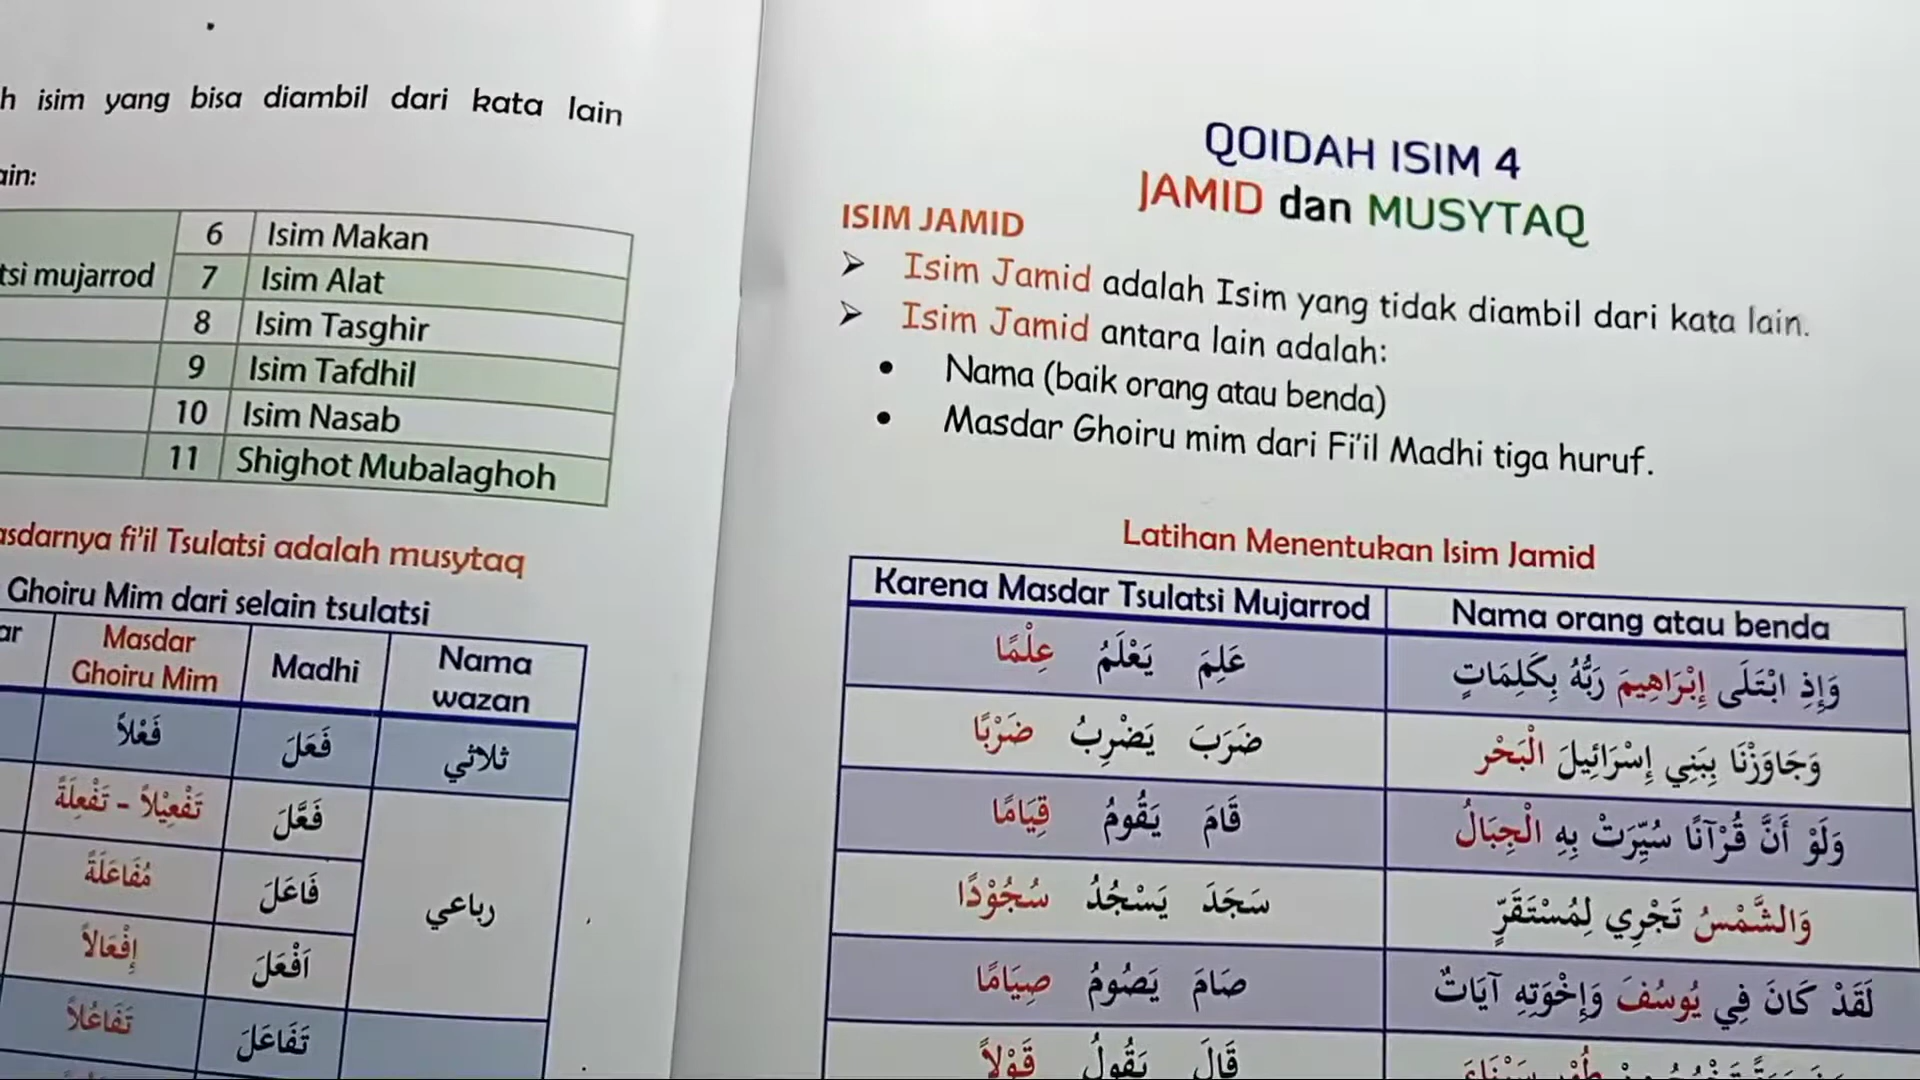 isim yang bisa diambil dari kata lain
6 Isim Makan
mujarrod 7 Isim Alat
8 Isim Tasghir
9 Isim Tafdhil
10 Isim Nasab
11 Shighot Mubalaghoh
fi'il Tsulatsi adalah musytaq
Ghoiru Mim dari selain tsulatsi
Masdar Ghoiru Mim Madhi Nama wazan
فَعْلاً فَعَلَ ثلاثي
تَفْعِيْلاً - تَفْعِلَةً فَعَّلَ
مُفَاعَلَةً فَاعَلَ رباعي
إِفْعَالاً اَفْعَلَ
تَفَاعُلاً تَفَاعَلَ
QOIDAH ISIM 4
JAMID dan MUSYTAQ
ISIM JAMID
➢ Isim Jamid adalah Isim yang tidak diambil dari kata lain.
➢ Isim Jamid antara lain adalah:
• Nama (baik orang atau benda)
• Masdar Ghoiru mim dari Fi'il Madhi tiga huruf.
Latihan Menentukan Isim Jamid
Karena Masdar Tsulatsi Mujarrod Nama orang atau benda
عَلِمَ يَعْلَمُ عِلْمًا وَإِذِ ابْتَلَى إِبْرَاهِيمَ رَبُّهُ بِكَلِمَاتٍ
ضَرَبَ يَضْرِبُ ضَرْبًا وَجَاوَزْنَا بِبَنِي إِسْرَائِيلَ الْبَحْر
قَامَ يَقُومُ قِيَامًا وَلَوْ أَنَّ قُرْآنًا سُيِّرَتْ بِهِ الْجِبَالُ
سَجَدَ يَسْجُدُ سُجُوْدًا وَالشَّمْسُ تَجْرِي لِمُسْتَقَرٍّ
صَامَ يَصُومُ صِيَامًا لَقَدْ كَانَ فِي يُوسُفَ وَإِخْوَتِهِ آيَاتٌ
قَالَ يَقُولُ قَوْلاً